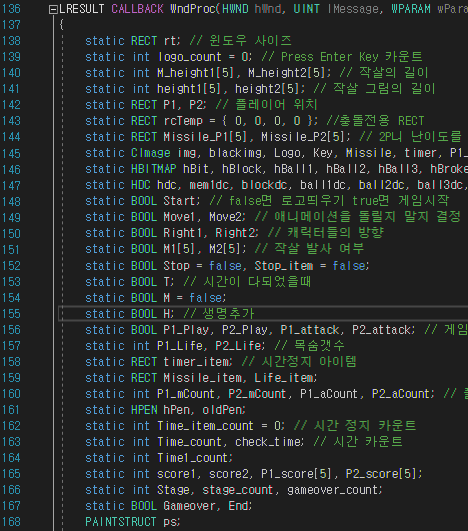 136 LRESULT CALLBACK WndProc(HWND hWnd, UINT lMessage, WPARAM wPara
137 {
138 static RECT rt; // 윈도우 사이즈
139 static int logo_count = 0; // Press Enter Key 카운트
140 static int M_height1[5], M_height2[5]; // 작살의 길이
141 static int height1[5], height2[5]; // 작살 그림의 길이
142 static RECT P1, P2; // 플레이어 위치
143 static RECT rcTemp = { 0, 0, 0, 0 }; //충돌전용 RECT
144 static RECT Missile_P1[5], Missile_P2[5]; // 2P니 난이도를
145 static CImage img, blackimg, Logo, Key, Missile, timer, P1_
146 static HBITMAP hBit, hBlock, hBall1, hBall2, hBall3, hBroke
147 static HDC hdc, mem1dc, blockdc, ball1dc, ball2dc, ball3dc,
148 static BOOL Start; // false면 로고띄우기 true면 게임시작
149 static BOOL Move1, Move2; // 애니메이션을 돌릴지 말지 결정
150 static BOOL Right1, Right2; // 캐릭터들의 방향
151 static BOOL M1[5], M2[5]; // 작살 발사 여부
152 static BOOL Stop = false, Stop_item = false;
153 static BOOL T; // 시간이 다되었을때
154 static BOOL M = false;
155 static BOOL H; // 생명추가
156 static BOOL P1_Play, P2_Play, P1_attack, P2_attack; // 게임
157 static int P1_Life, P2_Life; // 목숨갯수
158 static RECT timer_item; // 시간정지 아이템
159 static RECT Missile_item, Life_item;
160 static int P1_mCount, P2_mCount, P1_aCount, P2_aCount; //
161 static HPEN hPen, oldPen;
162 static int Time_item_count = 0; // 시간 정지 카운트
163 static int Time_count, check_time; // 시간 카운트
164 static int Time1_count;
165 static int score1, score2, P1_score[5], P2_score[5];
166 static int Stage, stage_count, gameover_count;
167 static BOOL Gameover, End;
168 PAINTSTRUCT ps;